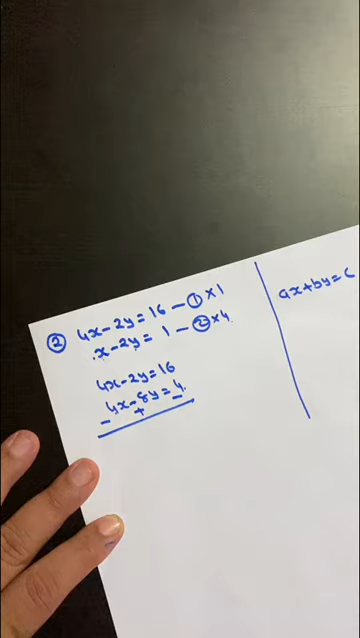 ② 4x - 2y = 16 — ① × 1
x - 2y = 1 — ② × 4
4x - 2y = 16
4x - 8y = 4
- + -
ax + by = c